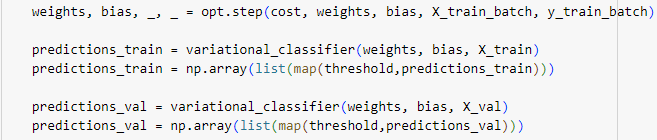 weights, bias, _, _ = opt.step(cost, weights, bias, X_train_batch, y_train_batch)
predictions_train = variational_classifier(weights, bias, X_train)
predictions_train = np.array(list(map(threshold,predictions_train)))
predictions_val = variational_classifier(weights, bias, X_val)
predictions_val = np.array(list(map(threshold,predictions_val)))